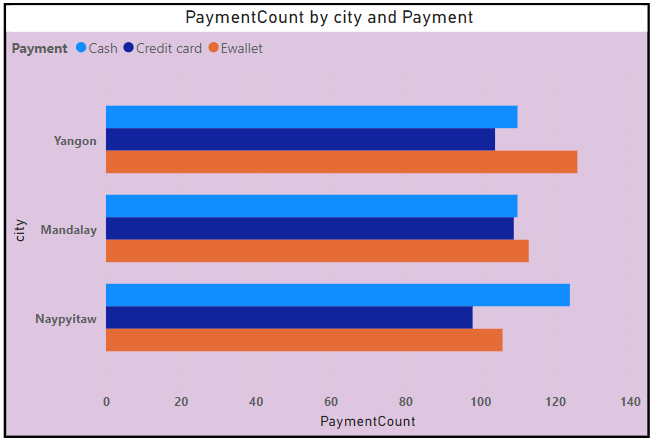 PaymentCount by city and Payment
Payment Cash Credit card Ewallet
Yangon
Mandalay
Naypyitaw
city
0 20 40 60 80 100 120 140
PaymentCount